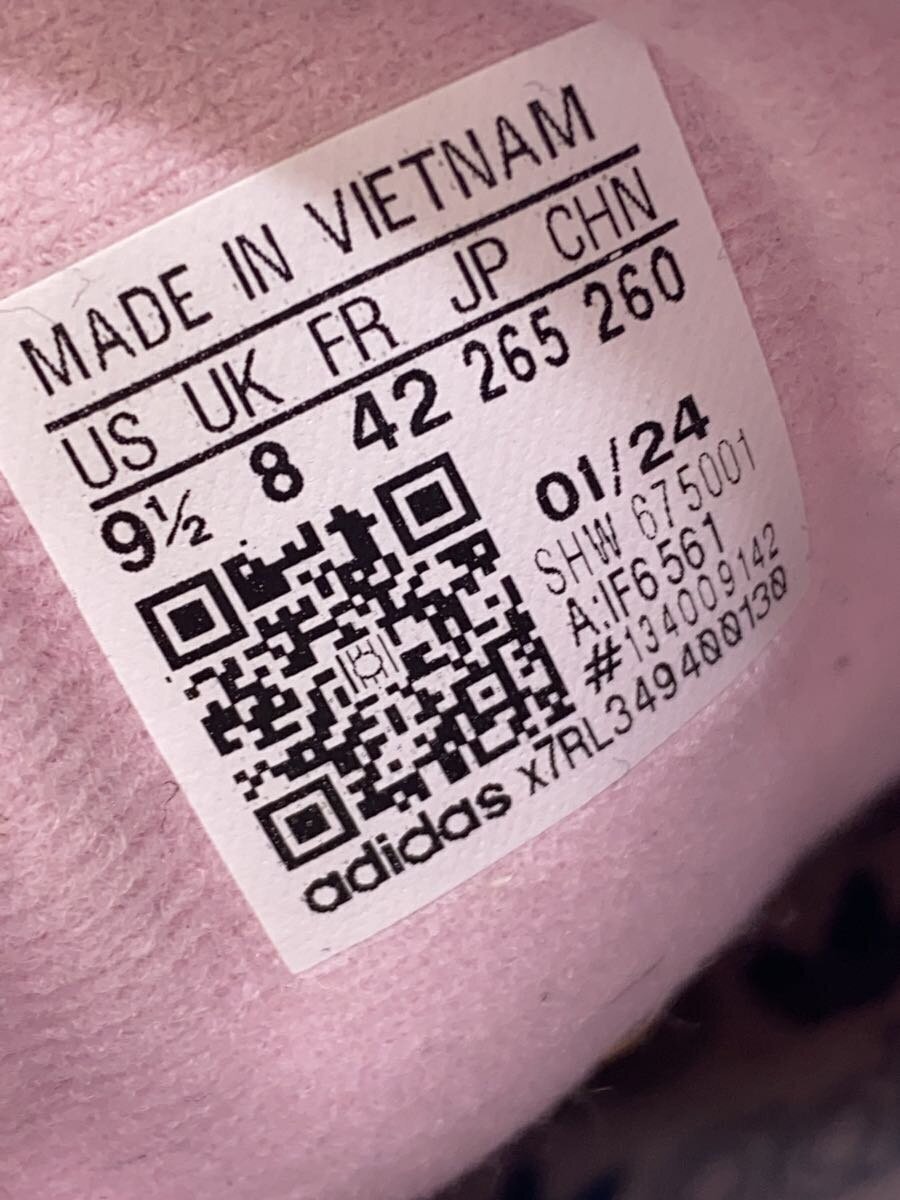 MADE IN VIETNAM
US UK FR JP CHN
9½ 8 42 265 260
01/24
SHW 675001
A:IF6561
#134009142
adidas x7RL349400130